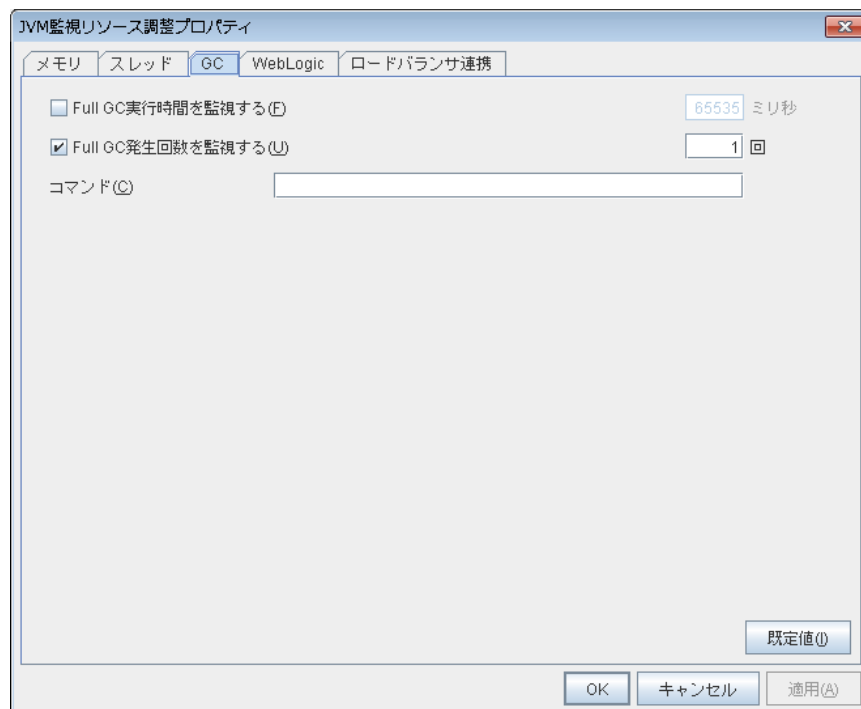 JVM監視リソース調整プロパティ
メモリ スレッド GC WebLogic ロードバランサ連携
Full GC実行時間を監視する(F) 65535 ミリ秒
Full GC発生回数を監視する(U) 1 回
コマンド(C)
既定値(I)
OK キャンセル 適用(A)